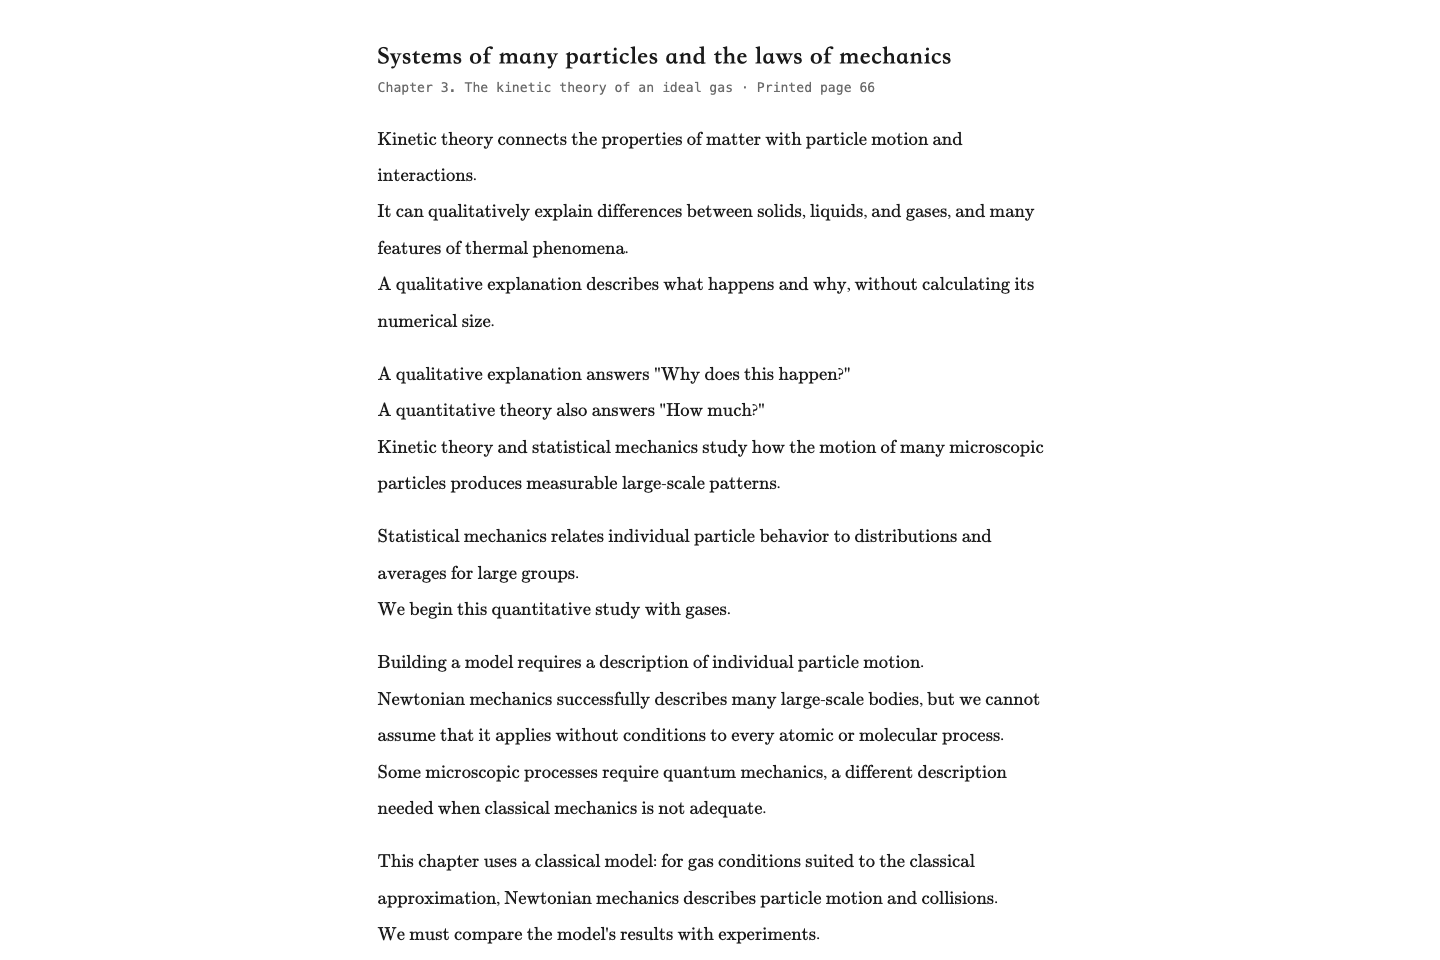 Systems of many particles and the laws of mechanics
Chapter 3. The kinetic theory of an ideal gas · Printed page 66
Kinetic theory connects the properties of matter with particle motion and
interactions.
It can qualitatively explain differences between solids, liquids, and gases, and many
features of thermal phenomena.
A qualitative explanation describes what happens and why, without calculating its
numerical size.
A qualitative explanation answers "Why does this happen?"
A quantitative theory also answers "How much?"
Kinetic theory and statistical mechanics study how the motion of many microscopic
particles produces measurable large-scale patterns.
Statistical mechanics relates individual particle behavior to distributions and
averages for large groups.
We begin this quantitative study with gases.
Building a model requires a description of individual particle motion.
Newtonian mechanics successfully describes many large-scale bodies, but we cannot
assume that it applies without conditions to every atomic or molecular process.
Some microscopic processes require quantum mechanics, a different description
needed when classical mechanics is not adequate.
This chapter uses a classical model: for gas conditions suited to the classical
approximation, Newtonian mechanics describes particle motion and collisions.
We must compare the model's results with experiments.